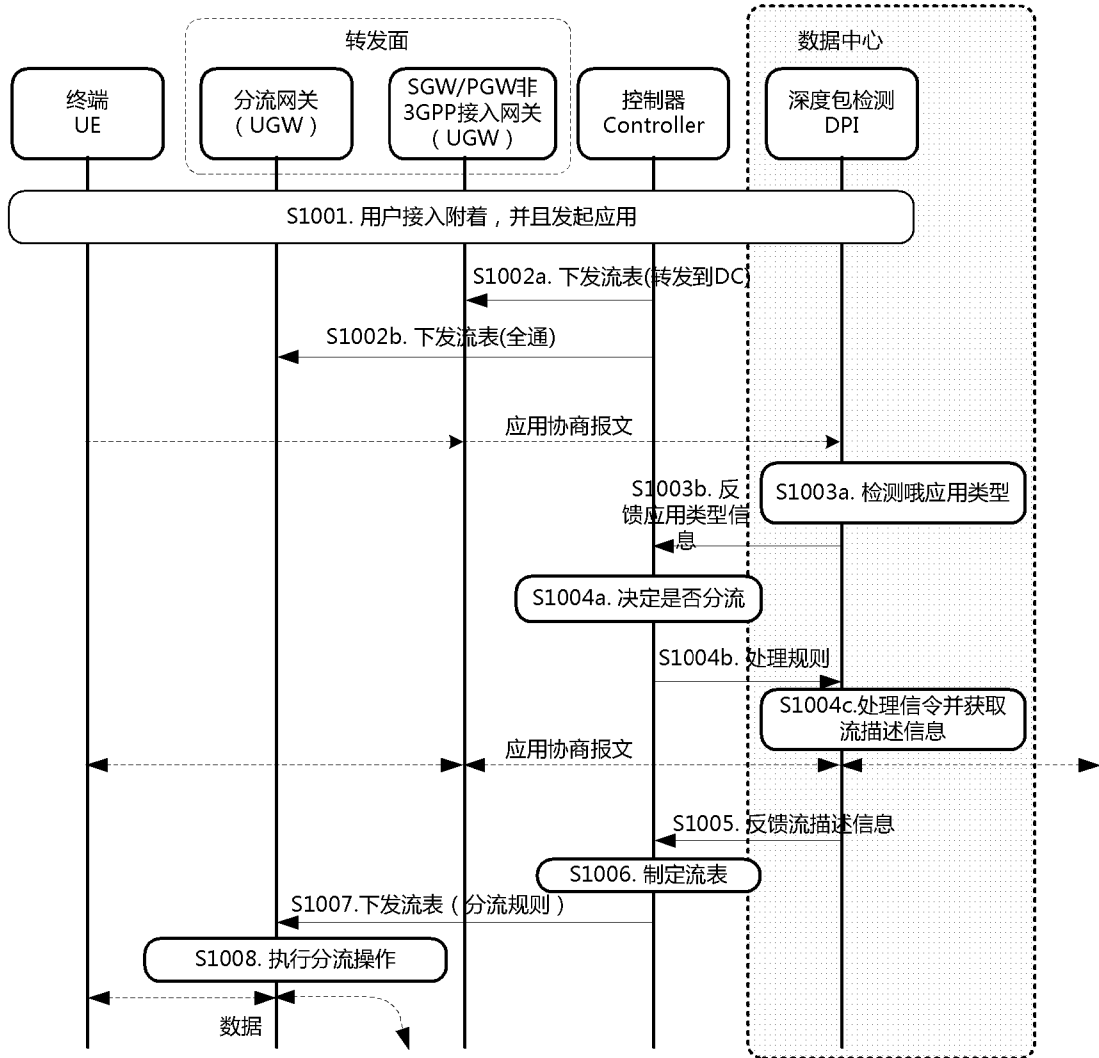 转发面
数据中心
终端
UE
分流网关
（UGW）
SGW/PGW非
3GPP接入网关
（UGW）
控制器
Controller
深度包检测
DPI
S1001. 用户接入附着，并且发起应用
S1002a. 下发流表(转发到DC)
S1002b. 下发流表(全通)
应用协商报文
S1003a. 检测哦应用类型
S1003b. 反
馈应用类型信
息
S1004a. 决定是否分流
S1004b. 处理规则
S1004c.处理信令并获取
流描述信息
应用协商报文
S1005. 反馈流描述信息
S1006. 制定流表
S1007.下发流表（分流规则）
S1008. 执行分流操作
数据